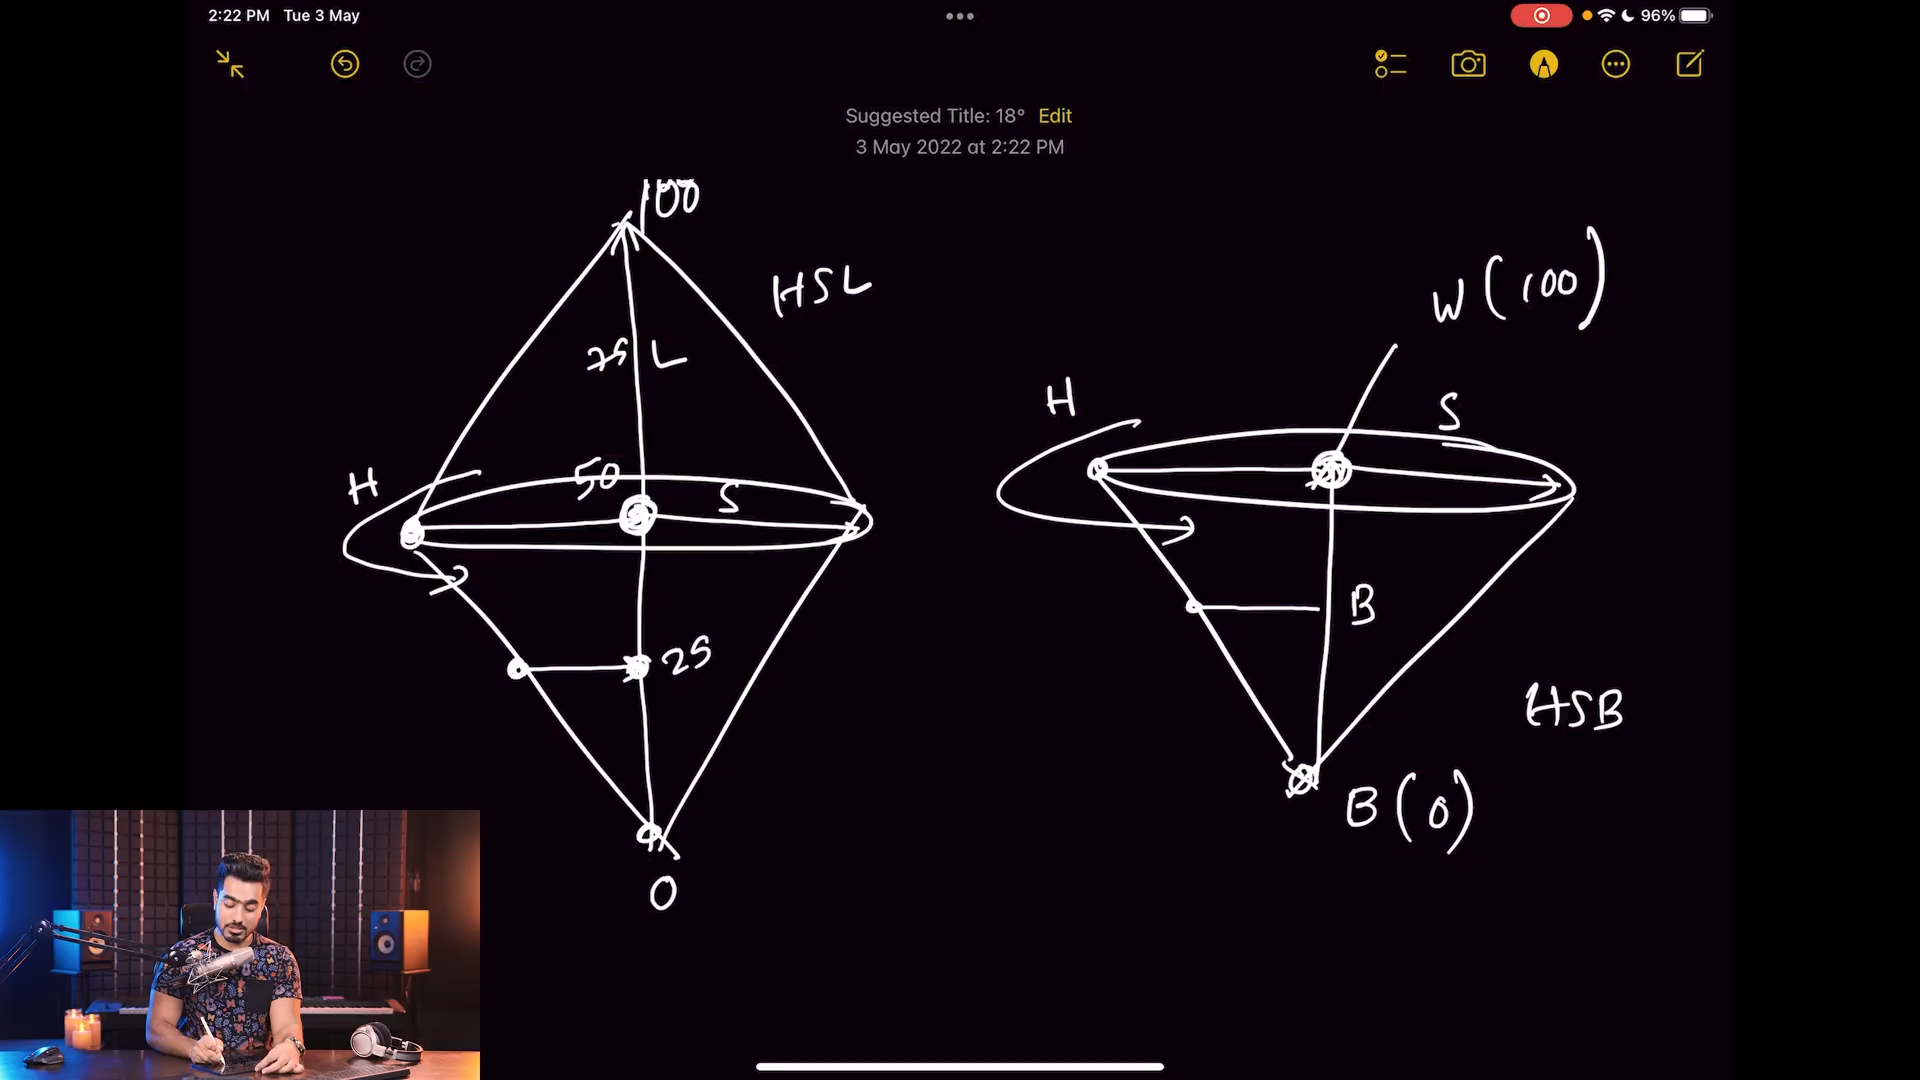 2:22 PM Tue 3 May
96%
Suggested Title: 18° Edit
3 May 2022 at 2:22 PM
100
HSL
75 L
H
50
S
25
0
W (100)
H
S
B
HSB
B (0)